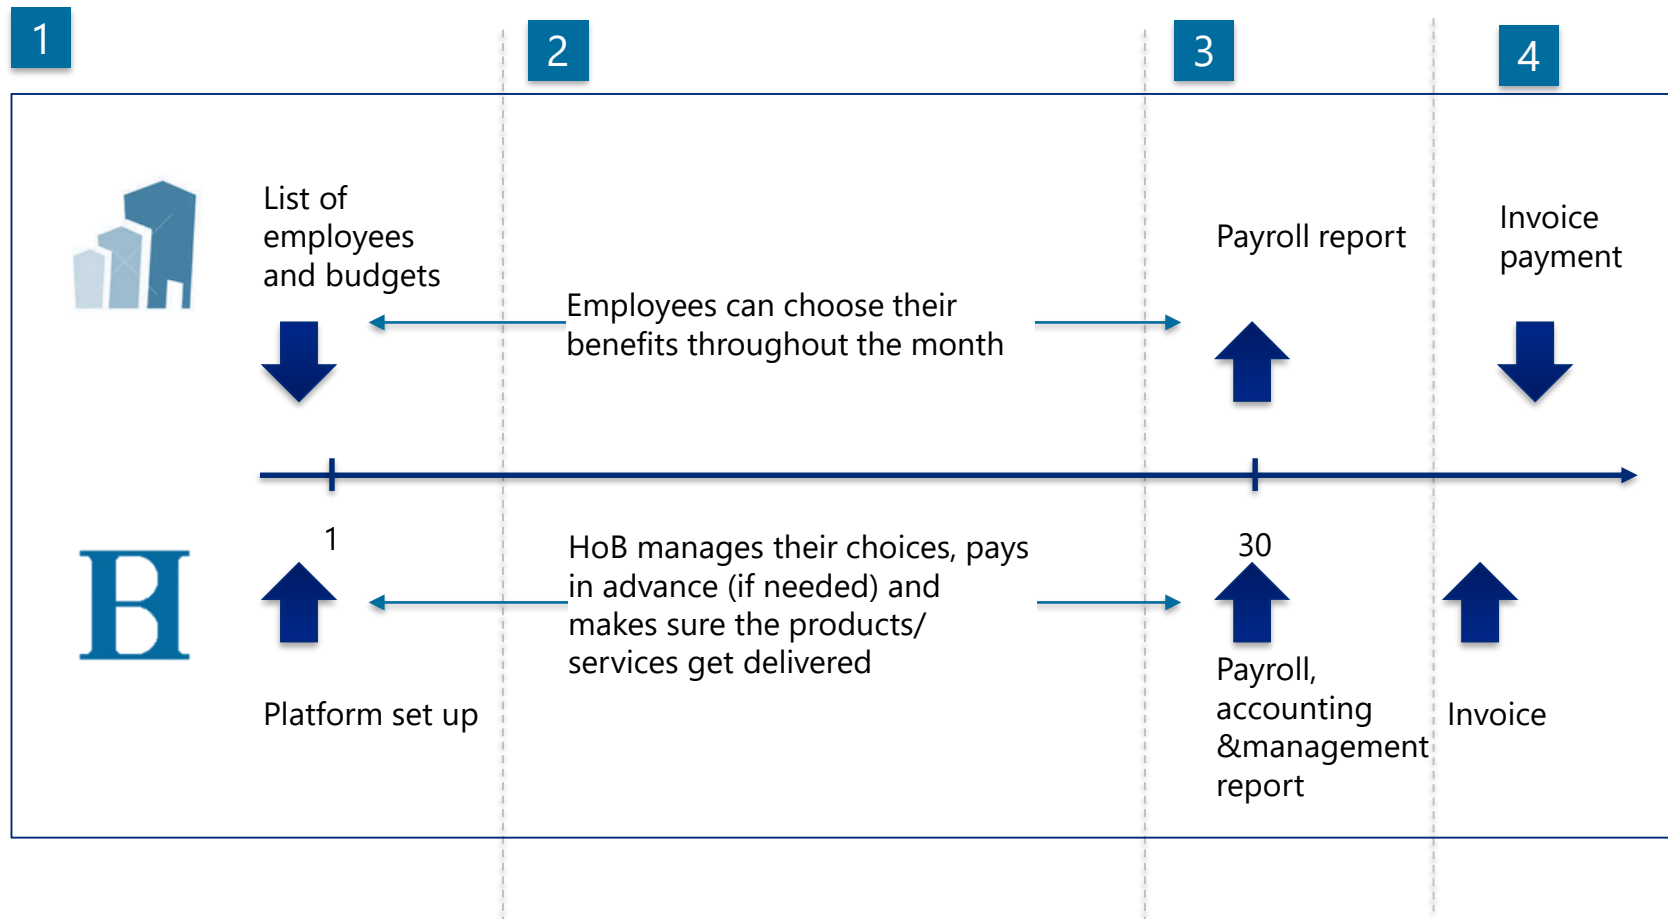 1
2
3
4
List of
employees
and budgets
Employees can choose their
benefits throughout the month
Payroll report
Invoice
payment
1
30
HoB manages their choices, pays
in advance (if needed) and
makes sure the products/
services get delivered
B
Platform set up
Payroll,
accounting
&management
report
Invoice